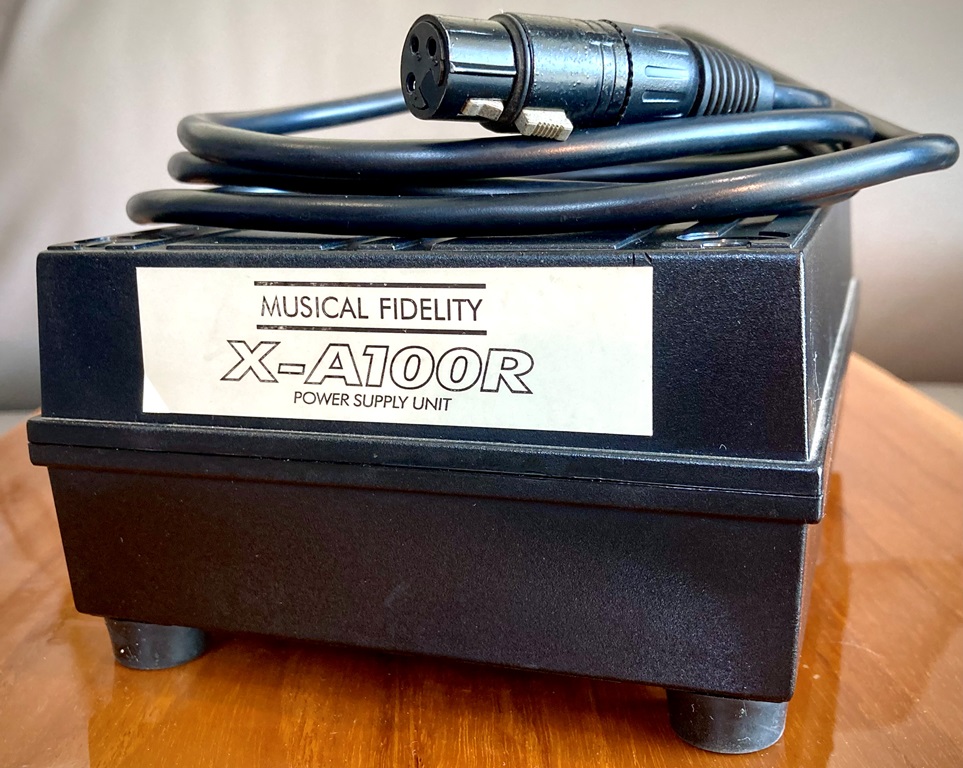 MUSICAL FIDELITY
X-A100R
POWER SUPPLY UNIT